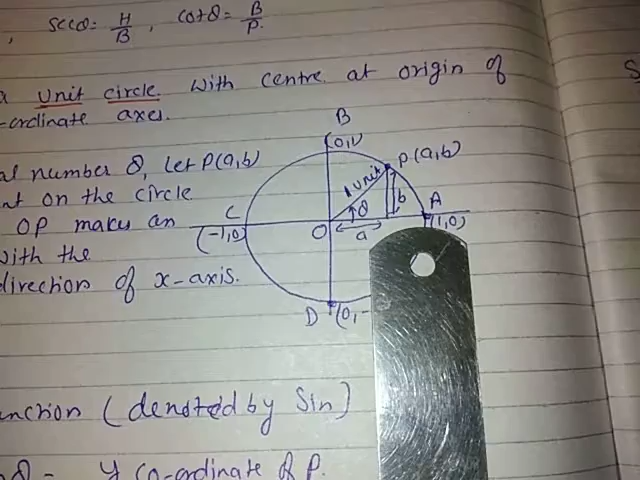 , secθ = H/B , cotθ = B/P.
a Unit circle. With centre at origin of
-ordinate axes.
B
(0,1)
al number θ, Let P(a,b)
P(a,b)
nt on the circle
1 unit
b
OP makes an
C
θ
A
(-1,0)
O
a
(1,0)
with the
direction of x-axis.
D (0,-
unction (denoted by Sin)
θ = y co-ordinate of P.